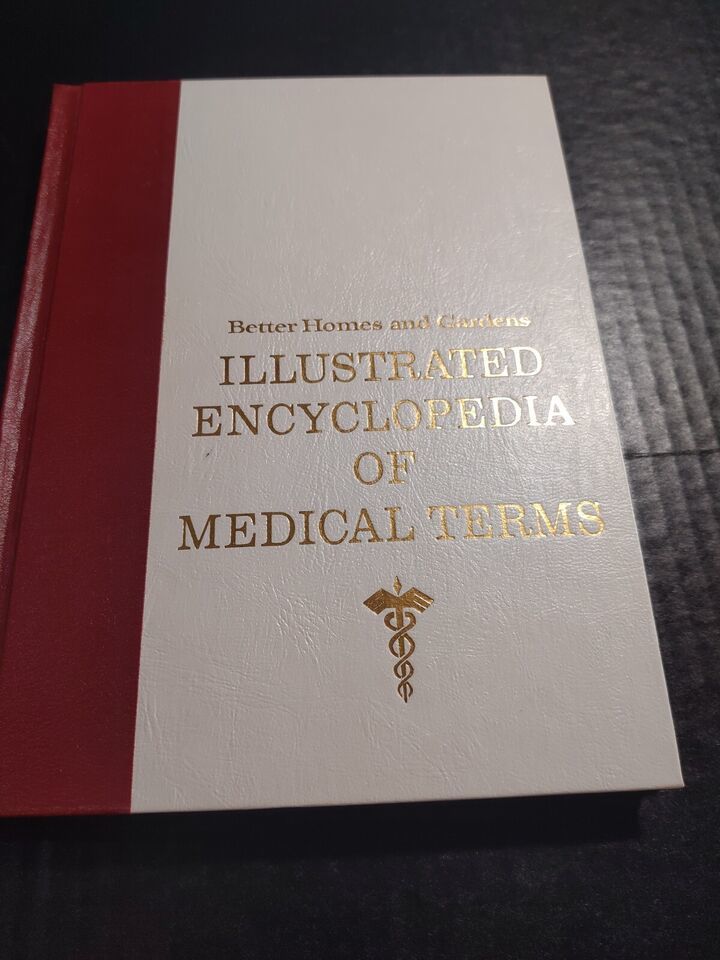 Better Homes and Gardens
ILLUSTRATED
ENCYCLOPEDIA
OF
MEDICAL TERMS